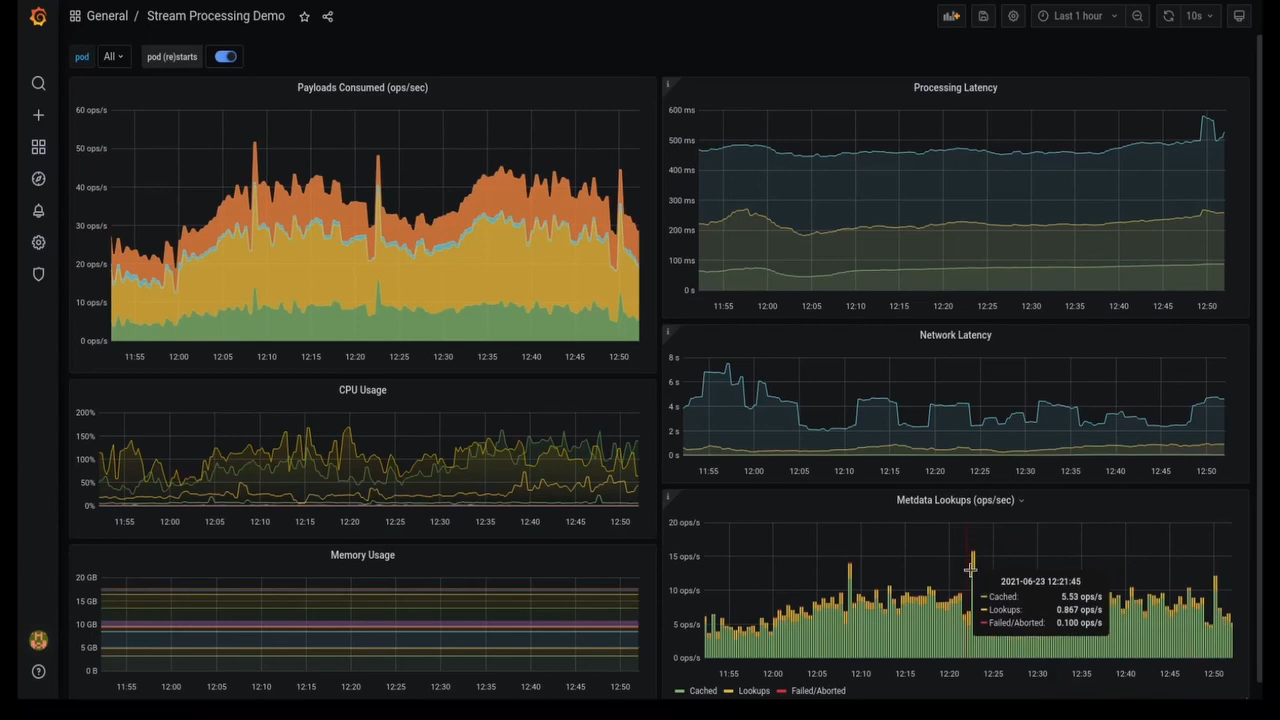 General / Stream Processing Demo
Last 1 hour
10s
pod All pod (re)starts
Payloads Consumed (ops/sec)
60 ops/s
50 ops/s
40 ops/s
30 ops/s
20 ops/s
10 ops/s
0 ops/s
11:55 12:00 12:05 12:10 12:15 12:20 12:25 12:30 12:35 12:40 12:45 12:50
Processing Latency
600 ms
500 ms
400 ms
300 ms
200 ms
100 ms
0 s
11:55 12:00 12:05 12:10 12:15 12:20 12:25 12:30 12:35 12:40 12:45 12:50
Network Latency
8 s
6 s
4 s
2 s
0 s
11:55 12:00 12:05 12:10 12:15 12:20 12:25 12:30 12:35 12:40 12:45 12:50
CPU Usage
200%
150%
100%
50%
0%
11:55 12:00 12:05 12:10 12:15 12:20 12:25 12:30 12:35 12:40 12:45 12:50
Metdata Lookups (ops/sec)
20 ops/s
15 ops/s
10 ops/s
5 ops/s
0 ops/s
2021-06-23 12:21:45
Cached: 5.53 ops/s
Lookups: 0.867 ops/s
Failed/Aborted: 0.100 ops/s
11:55 12:00 12:05 12:10 12:15 12:20 12:25 12:30 12:35 12:40 12:45 12:50
Cached Lookups Failed/Aborted
Memory Usage
20 GB
15 GB
10 GB
5 GB
0 B
11:55 12:00 12:05 12:10 12:15 12:20 12:25 12:30 12:35 12:40 12:45 12:50